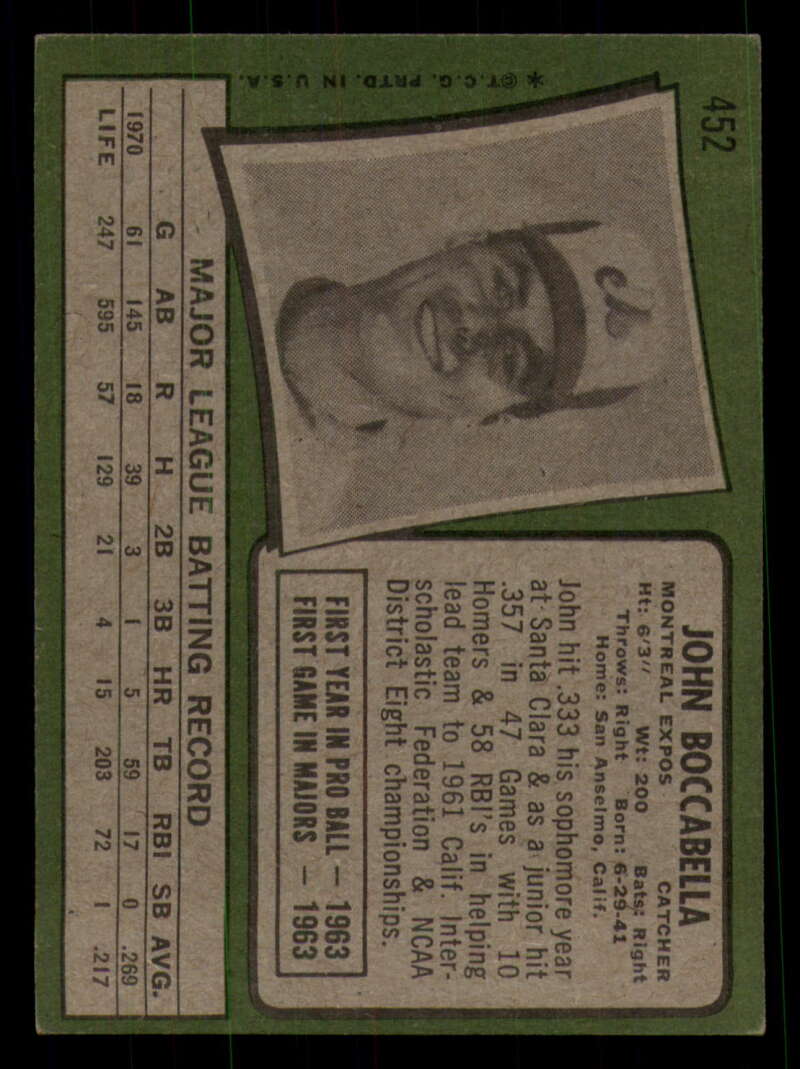 452
JOHN BOCCABELLA
MONTREAL EXPOS CATCHER
Ht: 6'3" Wt: 200 Bats: Right
Throws: Right Born: 6-29-41
Home: San Anselmo, Calif.
John hit .333 his sophomore year
at Santa Clara & as a junior hit
.357 in 47 Games with 10
Homers & 58 RBI's in helping
lead team to 1961 Calif. Inter-
scholastic Federation & NCAA
District Eight championships.
FIRST YEAR IN PRO BALL — 1963
FIRST GAME IN MAJORS — 1963
MAJOR LEAGUE BATTING RECORD
G AB R H 2B 3B HR TB RBI SB AVG.
1970 61 145 18 39 3 1 5 59 17 0 .269
LIFE 247 595 57 129 21 4 15 203 72 1 .217
*©T.C.G. PRTD. IN U.S.A.